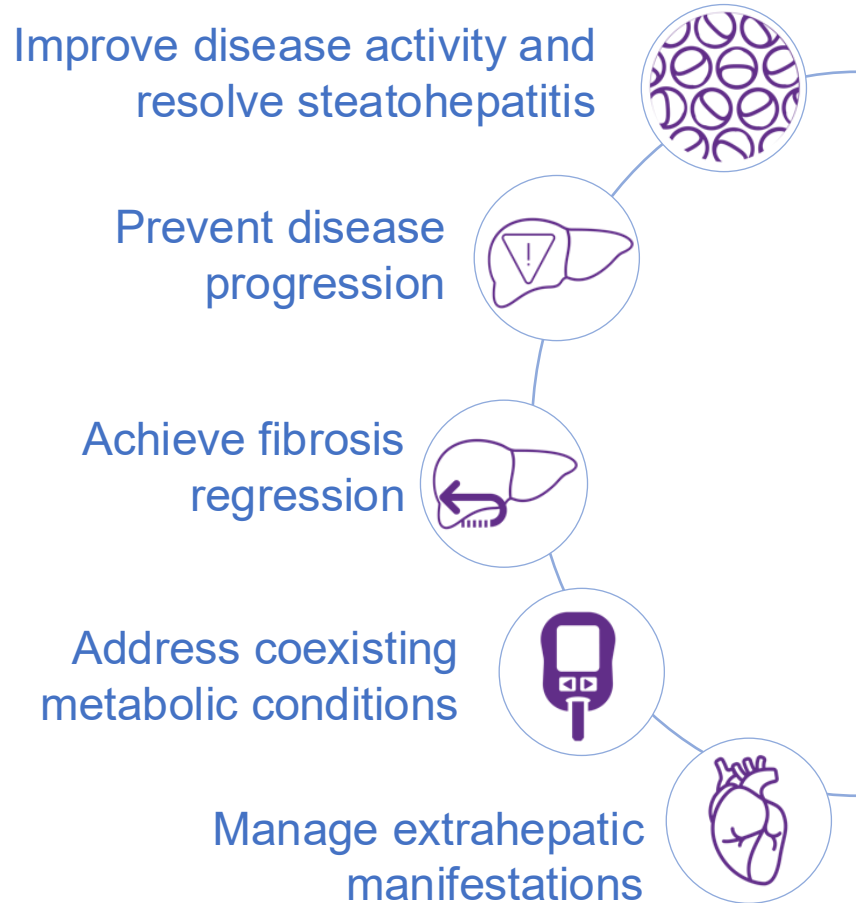 Improve disease activity and
resolve steatohepatitis
Prevent disease
progression
Achieve fibrosis
regression
Address coexisting
metabolic conditions
Manage extrahepatic
manifestations